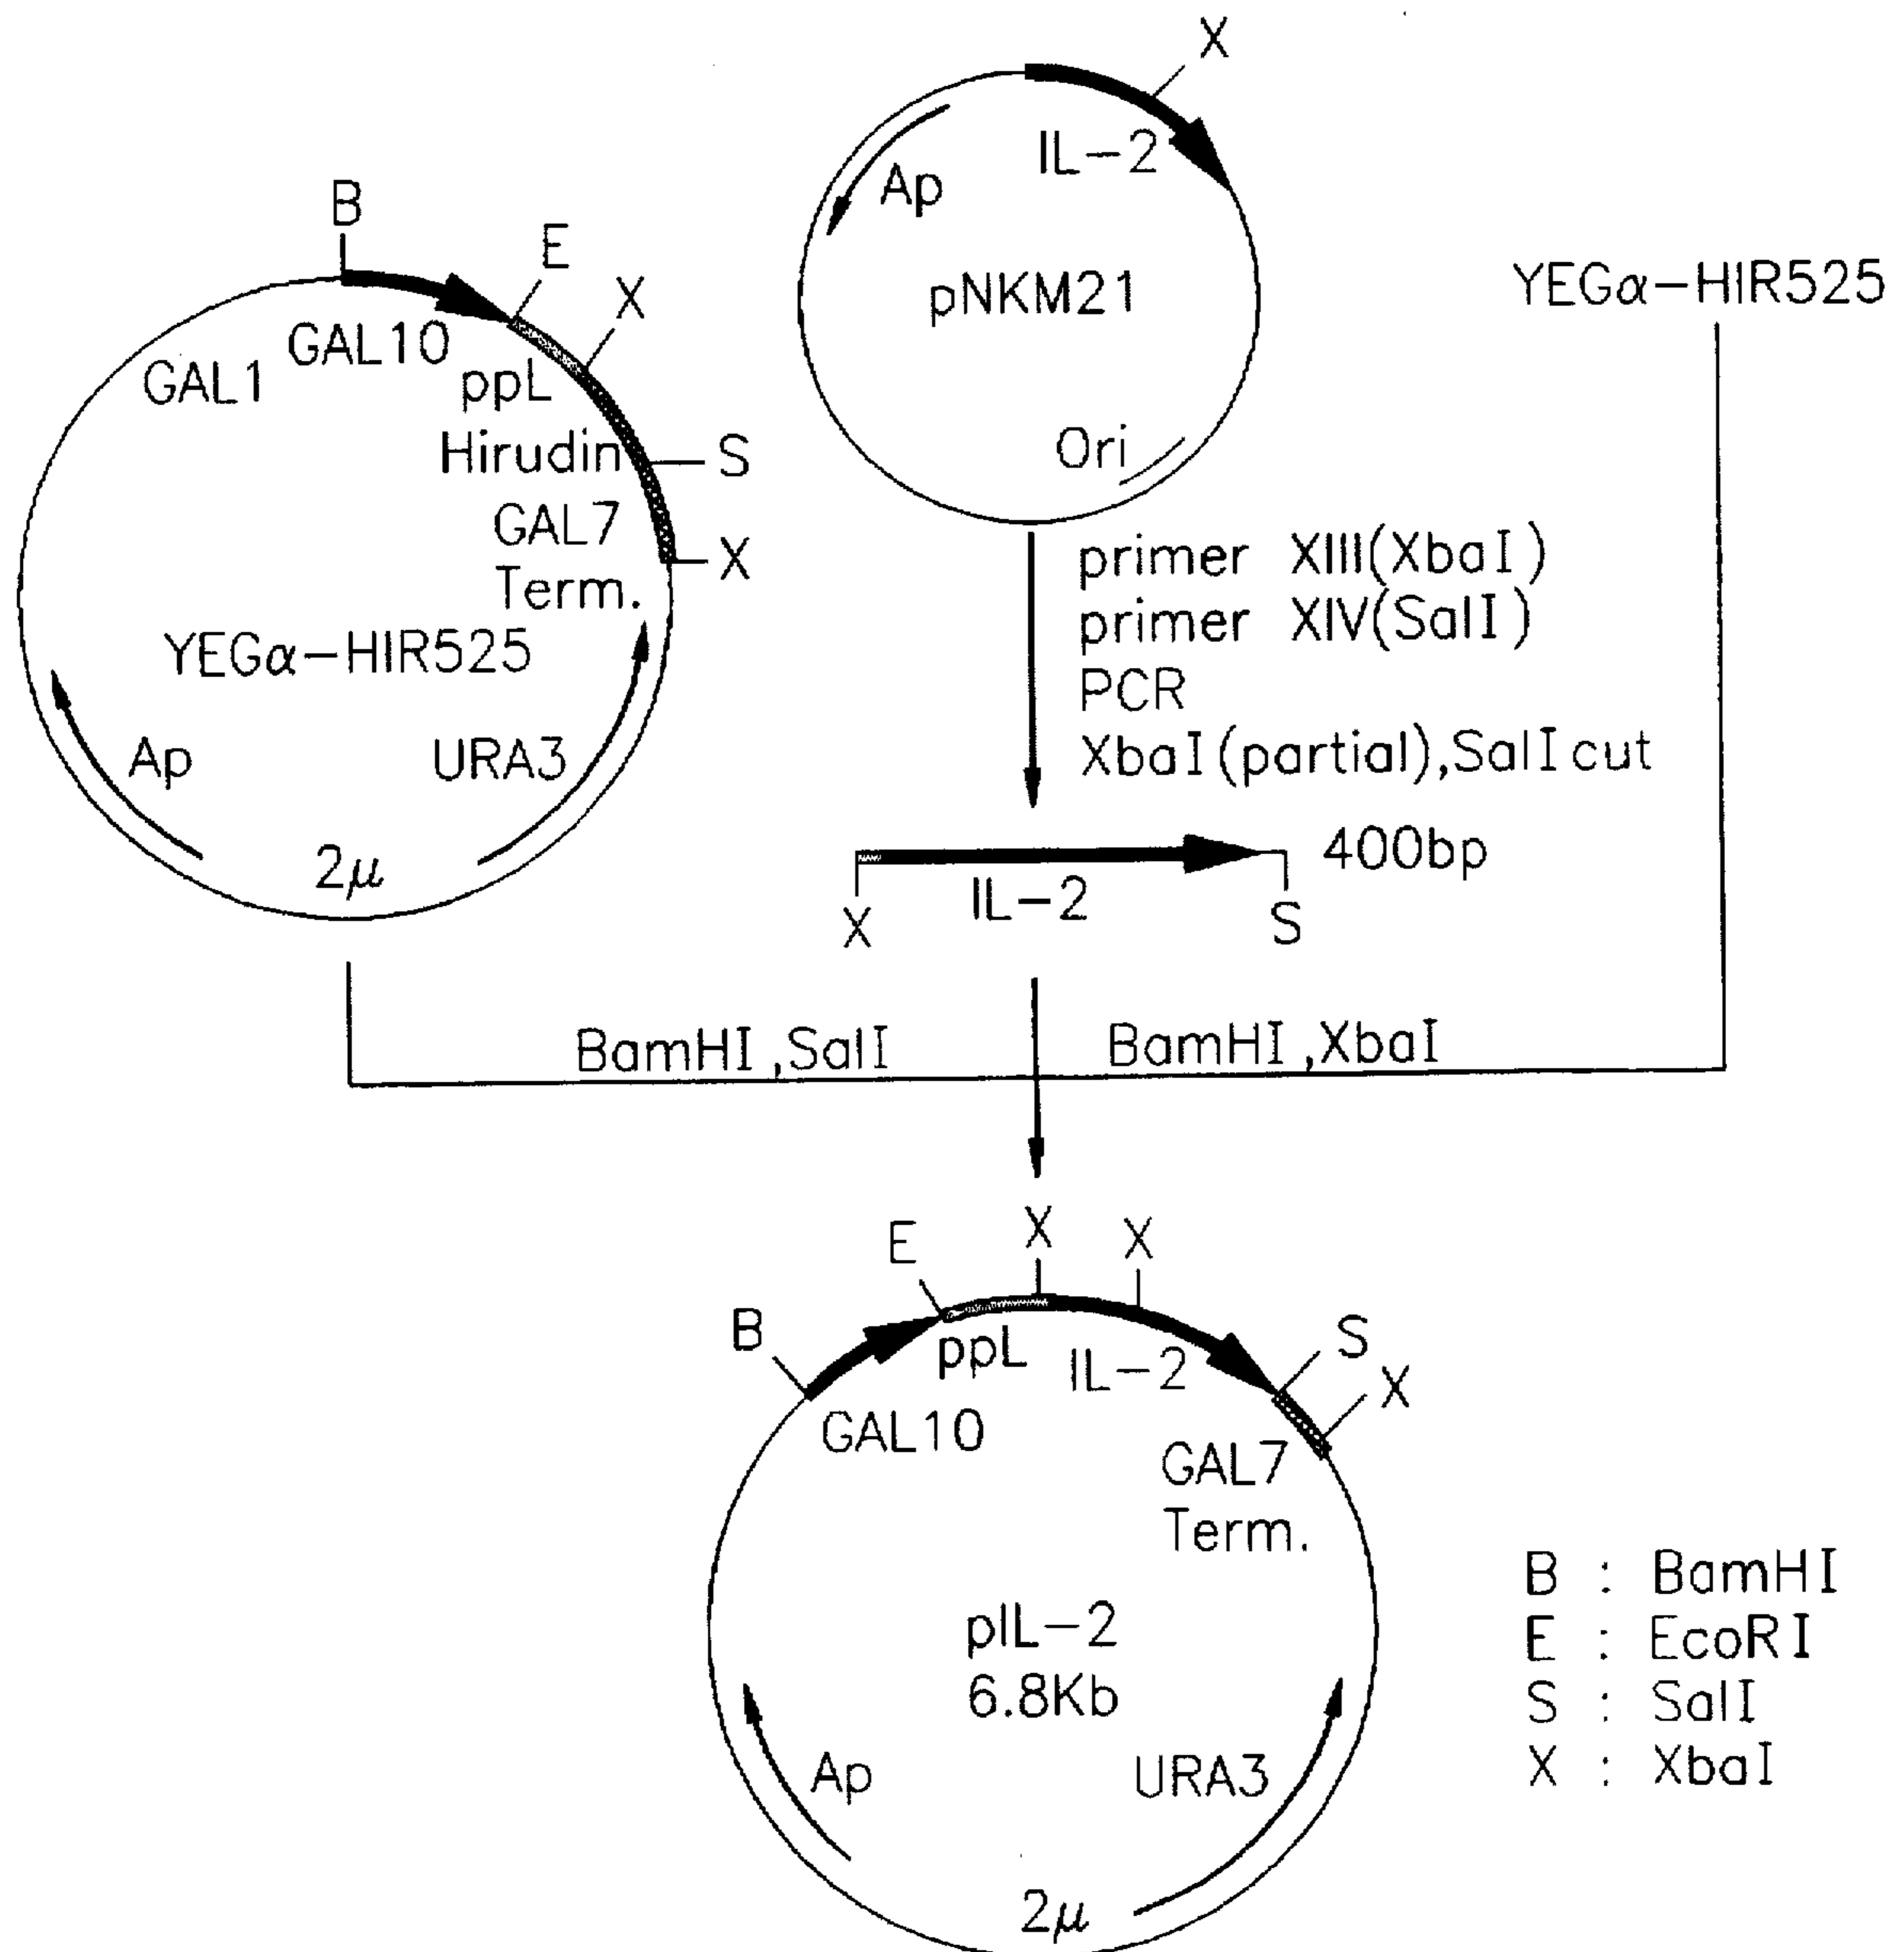 X
IL-2
Ap
pNKM21
Ori
B
E
X
GAL1
GAL10
ppL
Hirudin
S
GAL7
Term.
X
YEGα-HIR525
Ap
URA3
2μ
YEGα-HIR525
primer XIII(XbaI)
primer XIV(SalI)
PCR
XbaI(partial),SalI cut
400bp
IL-2
X
S
BamHI ,SalI
BamHI ,XbaI
B
E
X
X
S
X
ppL
IL-2
GAL10
GAL7
Term.
pIL-2
6.8Kb
Ap
URA3
2μ
B : BamHI
E : EcoRI
S : SalI
X : XbaI